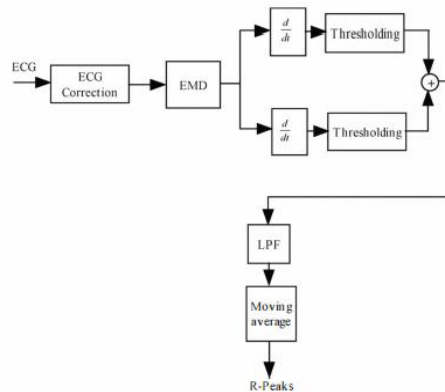 ECG
ECG
Correction
EMD
d
dt
Thresholding
+
d
dt
Thresholding
LPF
Moving
average
R-Peaks